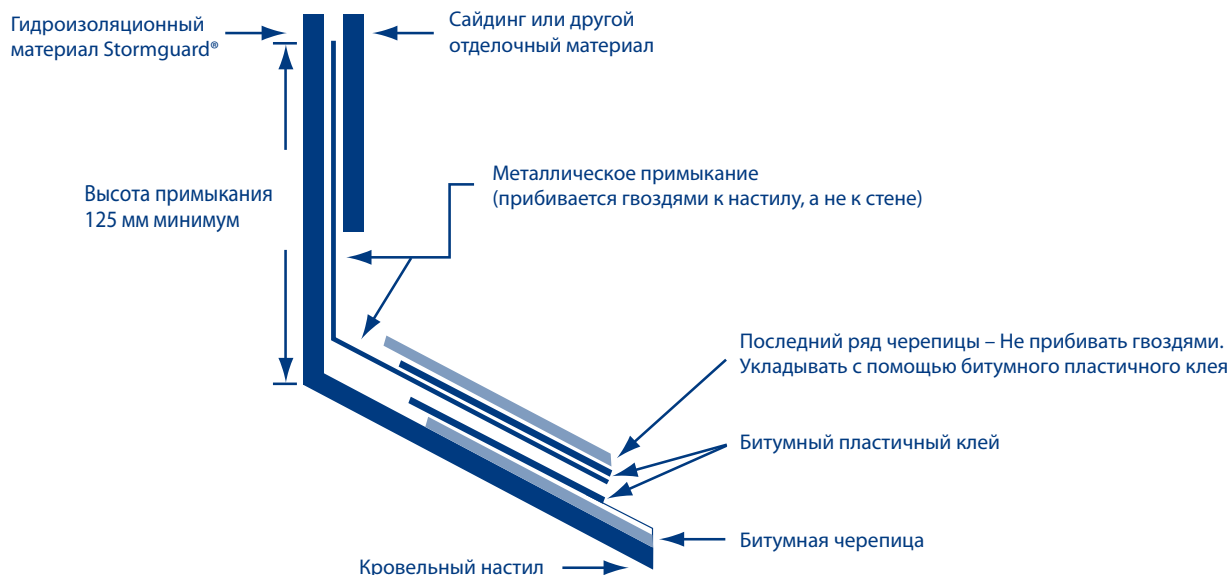 Гидроизоляционный
материал Stormguard®
Сайдинг или другой
отделочный материал
Высота примыкания
125 мм минимум
Металлическое примыкание
(прибивается гвоздями к настилу, а не к стене)
Последний ряд черепицы – Не прибивать гвоздями.
Укладывать с помощью битумного пластичного клея
Битумный пластичный клей
Битумная черепица
Кровельный настил